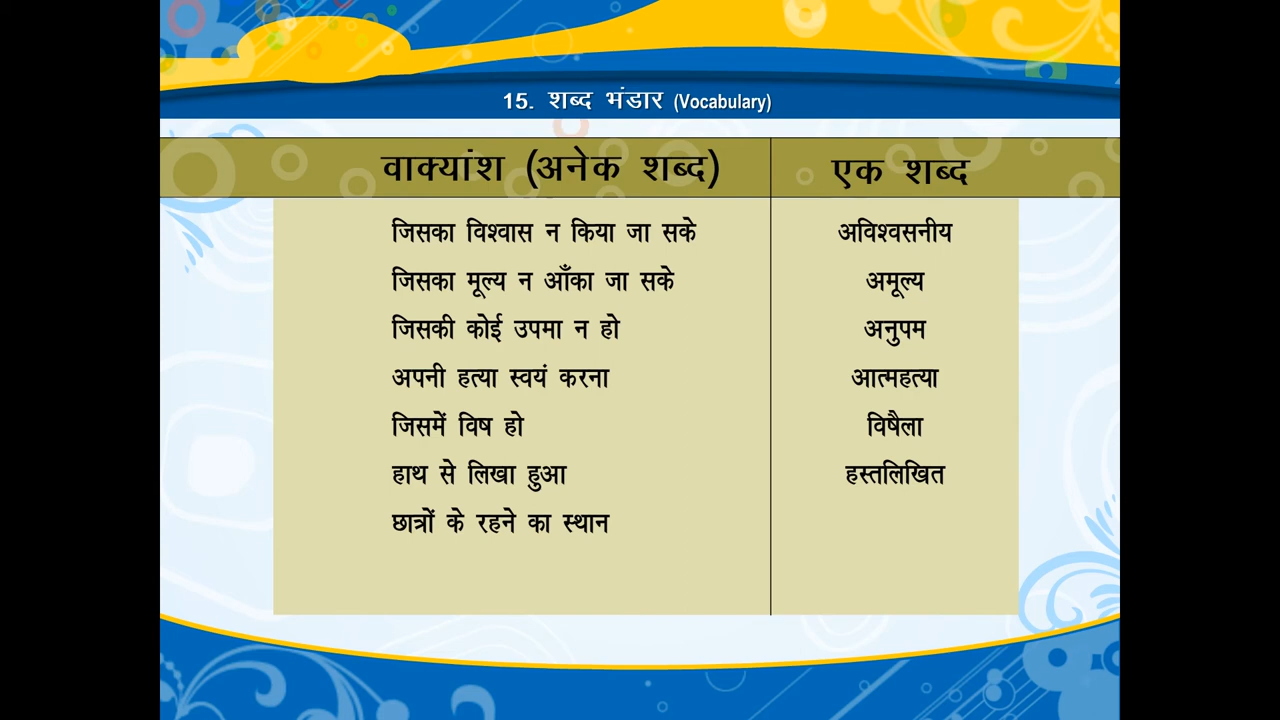 15. शब्द भंडार (Vocabulary)
वाक्यांश (अनेक शब्द) एक शब्द
जिसका विश्वास न किया जा सके अविश्वसनीय
जिसका मूल्य न आँका जा सके अमूल्य
जिसकी कोई उपमा न हो अनुपम
अपनी हत्या स्वयं करना आत्महत्या
जिसमें विष हो विषैला
हाथ से लिखा हुआ हस्तलिखित
छात्रों के रहने का स्थान